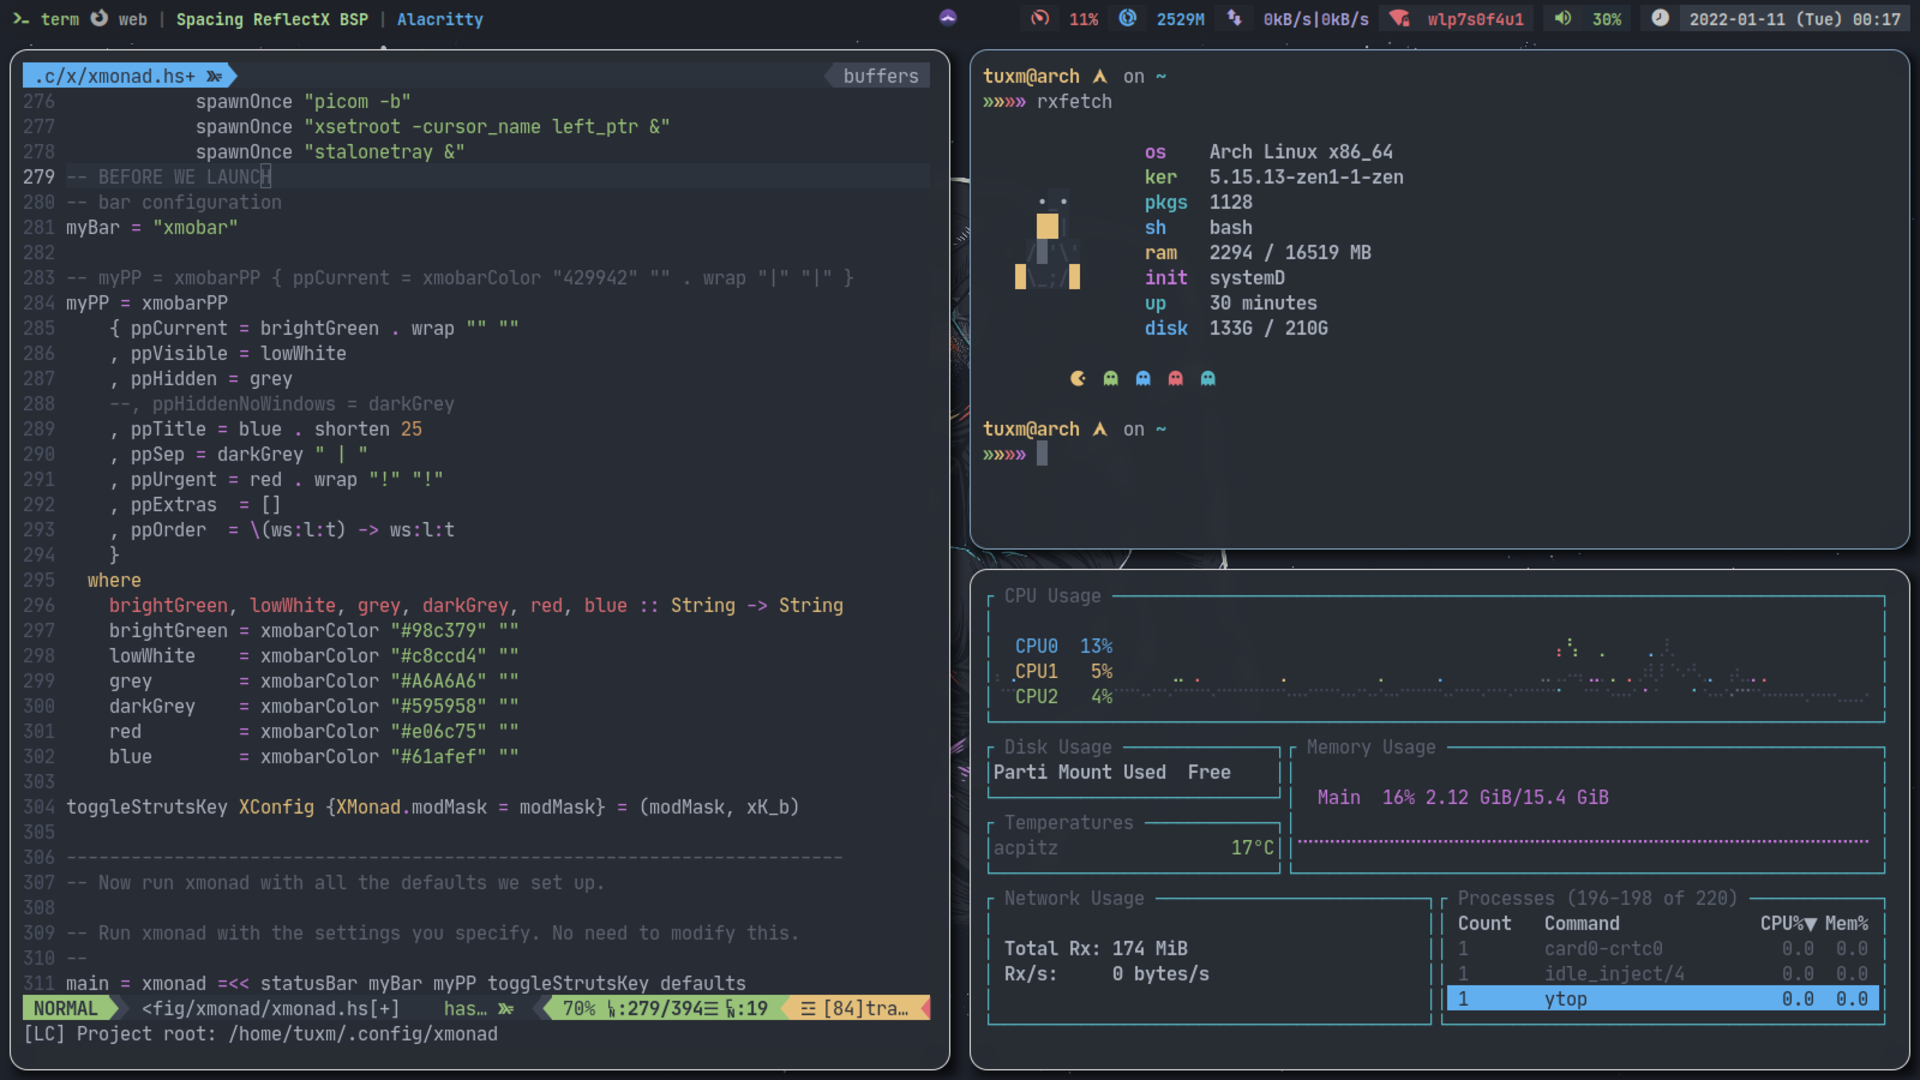 term web | Spacing ReflectX BSP | Alacritty
11% 2529M 0kB/s|0kB/s wlp7s0f4u1 30% 2022-01-11 (Tue) 00:17
.c/x/xmonad.hs+ buffers
276 spawnOnce "picom -b"
277 spawnOnce "xsetroot -cursor_name left_ptr &"
278 spawnOnce "stalonetray &"
279 -- BEFORE WE LAUNCH
280 -- bar configuration
281 myBar = "xmobar"
282
283 -- myPP = xmobarPP { ppCurrent = xmobarColor "429942" "" . wrap "|" "|" }
284 myPP = xmobarPP
285 { ppCurrent = brightGreen . wrap "" ""
286 , ppVisible = lowWhite
287 , ppHidden = grey
288 --, ppHiddenNoWindows = darkGrey
289 , ppTitle = blue . shorten 25
290 , ppSep = darkGrey " | "
291 , ppUrgent = red . wrap "!" "!"
292 , ppExtras = []
293 , ppOrder = \(ws:l:t) -> ws:l:t
294 }
295 where
296 brightGreen, lowWhite, grey, darkGrey, red, blue :: String -> String
297 brightGreen = xmobarColor "#98c379" ""
298 lowWhite = xmobarColor "#c8ccd4" ""
299 grey = xmobarColor "#A6A6A6" ""
300 darkGrey = xmobarColor "#595958" ""
301 red = xmobarColor "#e06c75" ""
302 blue = xmobarColor "#61afef" ""
303
304 toggleStrutsKey XConfig {XMonad.modMask = modMask} = (modMask, xK_b)
305
306 ------------------------------------------------------------------------
307 -- Now run xmonad with all the defaults we set up.
308
309 -- Run xmonad with the settings you specify. No need to modify this.
310 --
311 main = xmonad =<< statusBar myBar myPP toggleStrutsKey defaults
NORMAL <fig/xmonad/xmonad.hs[+] has… 70% :279/394 :19 [84]tra…
[LC] Project root: /home/tuxm/.config/xmonad
tuxm@arch on ~
»»»» rxfetch
os Arch Linux x86_64
ker 5.15.13-zen1-1-zen
pkgs 1128
sh bash
ram 2294 / 16519 MB
init systemD
up 30 minutes
disk 133G / 210G
tuxm@arch on ~
»»»»
CPU Usage
CPU0 13%
CPU1 5%
CPU2 4%
Disk Usage
Parti Mount Used Free
Memory Usage
Main 16% 2.12 GiB/15.4 GiB
Temperatures
acpitz 17°C
Network Usage
Total Rx: 174 MiB
Rx/s: 0 bytes/s
Processes (196-198 of 220)
Count Command CPU%▼ Mem%
1 card0-crtc0 0.0 0.0
1 idle_inject/4 0.0 0.0
1 ytop 0.0 0.0